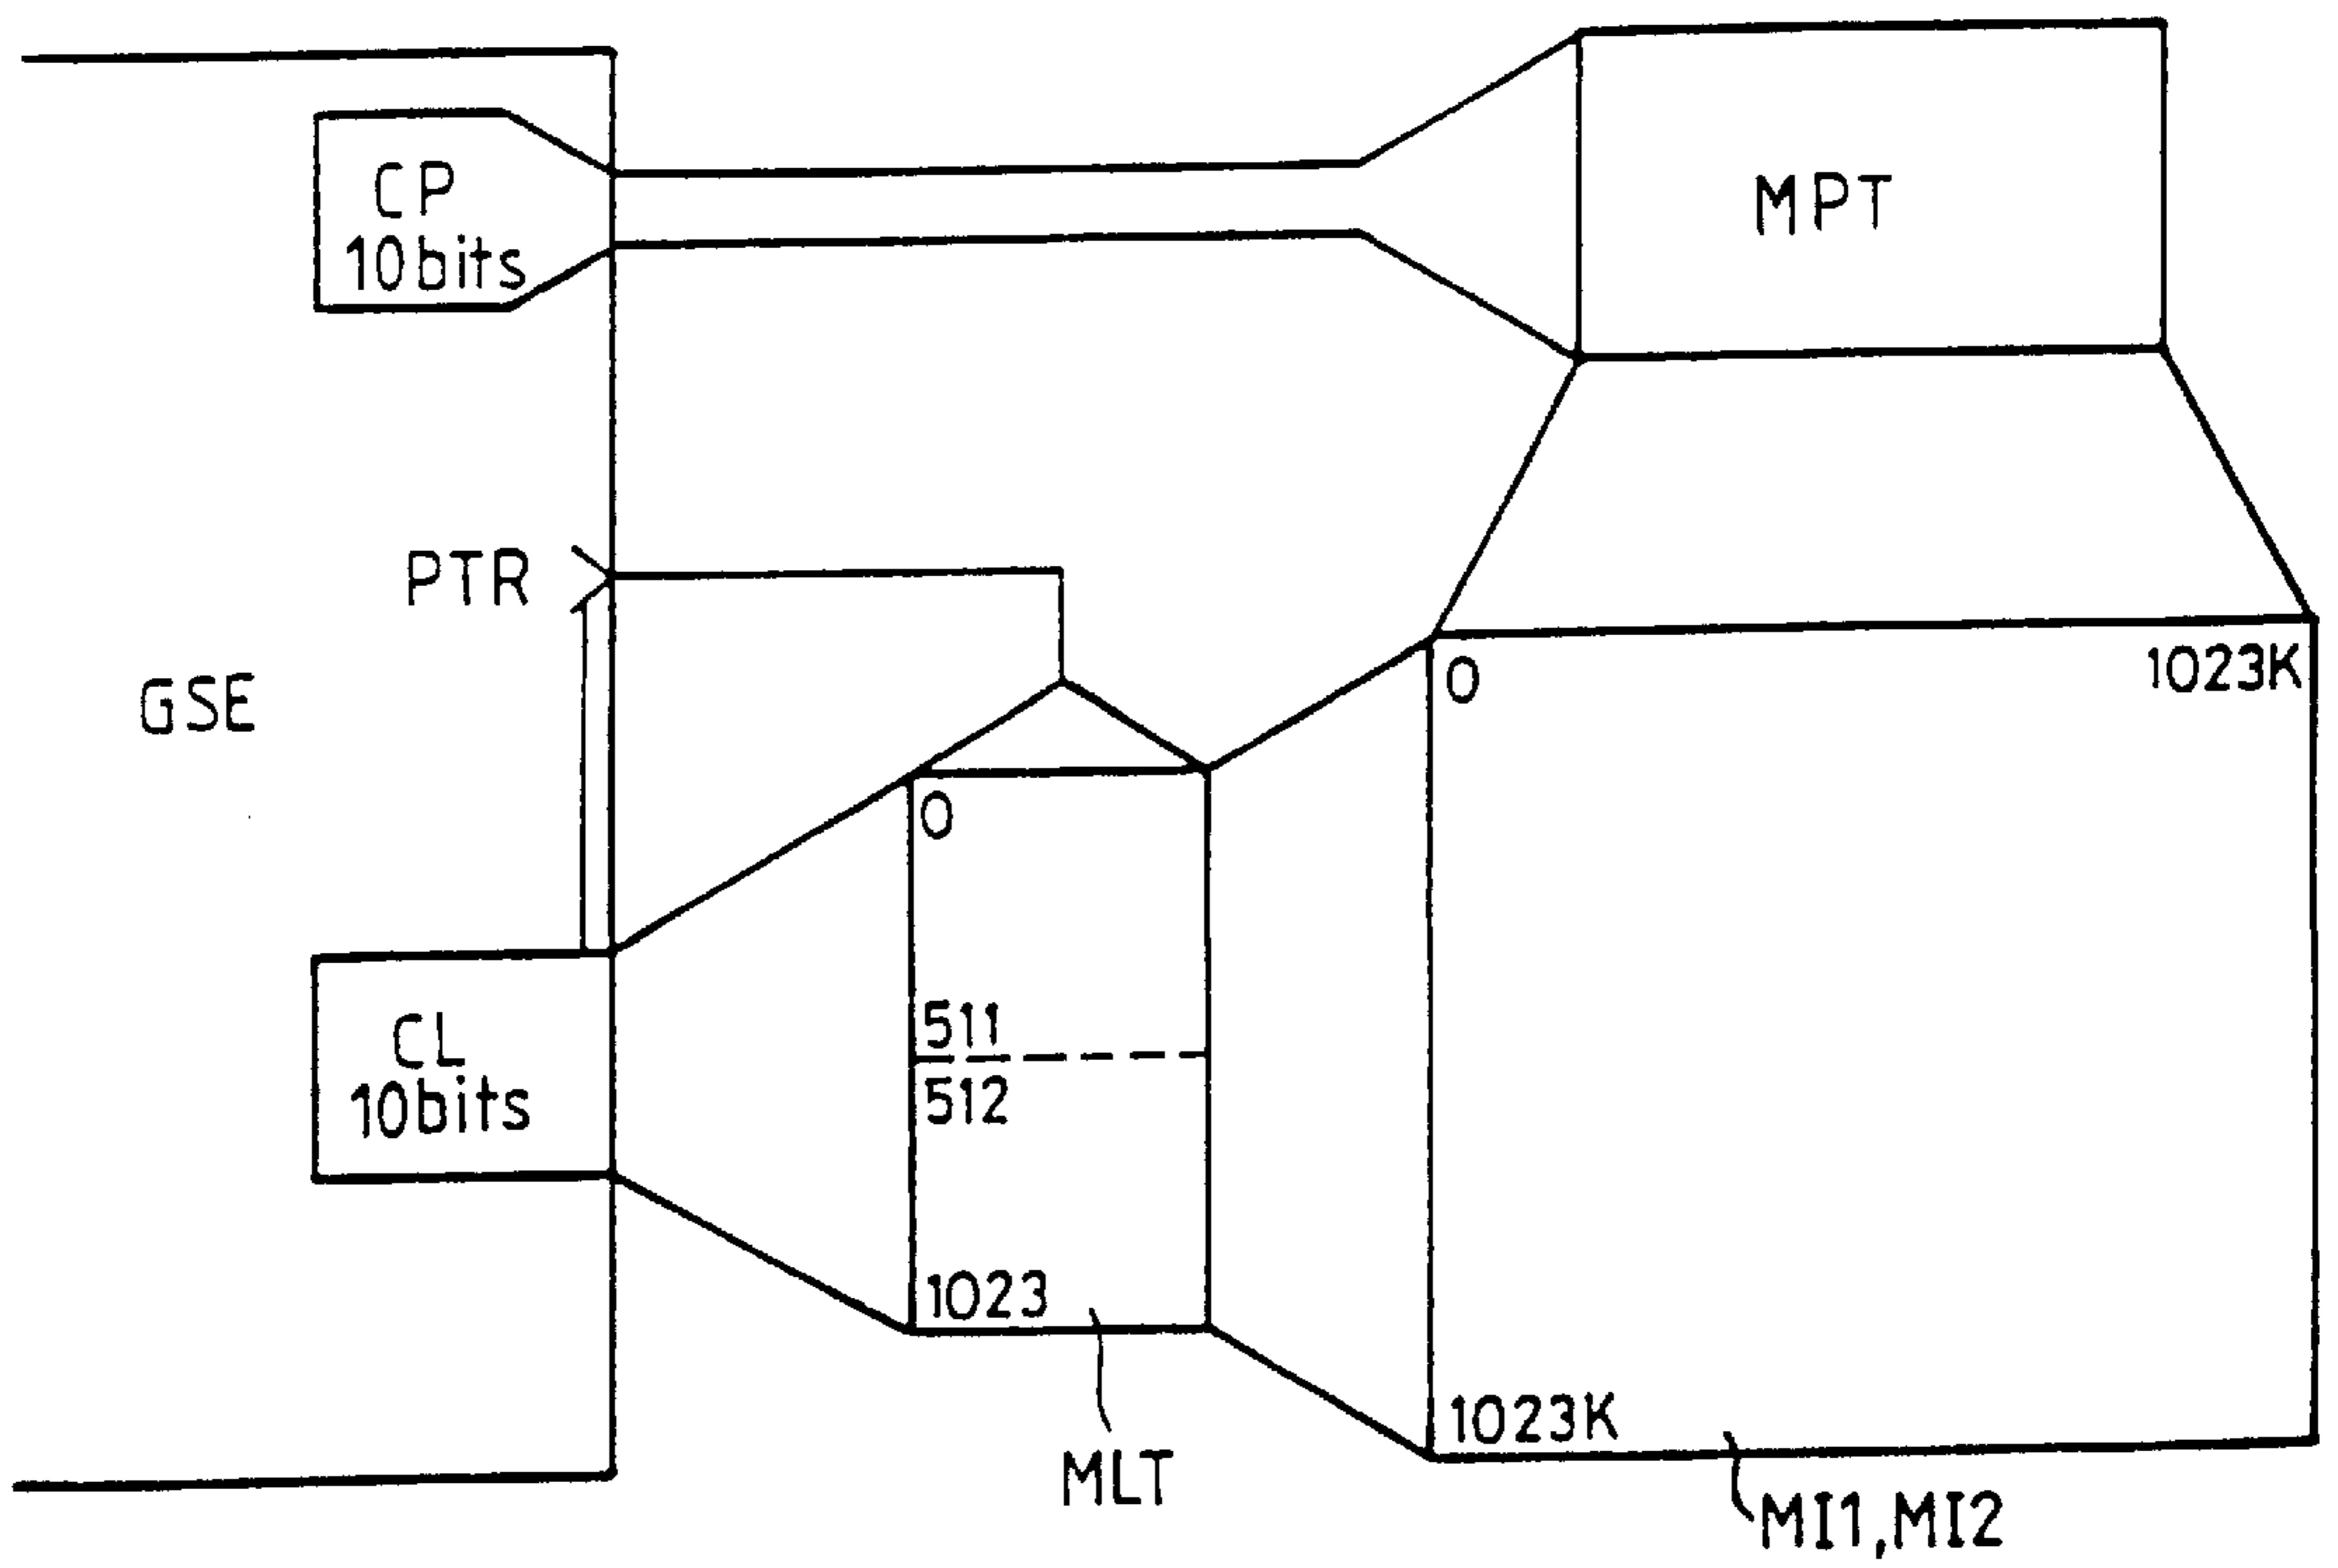 CP
10bits
MPT
PTR
GSE
0
1023K
0
511
512
CL
10bits
1023
1023K
MLT
MI1,MI2